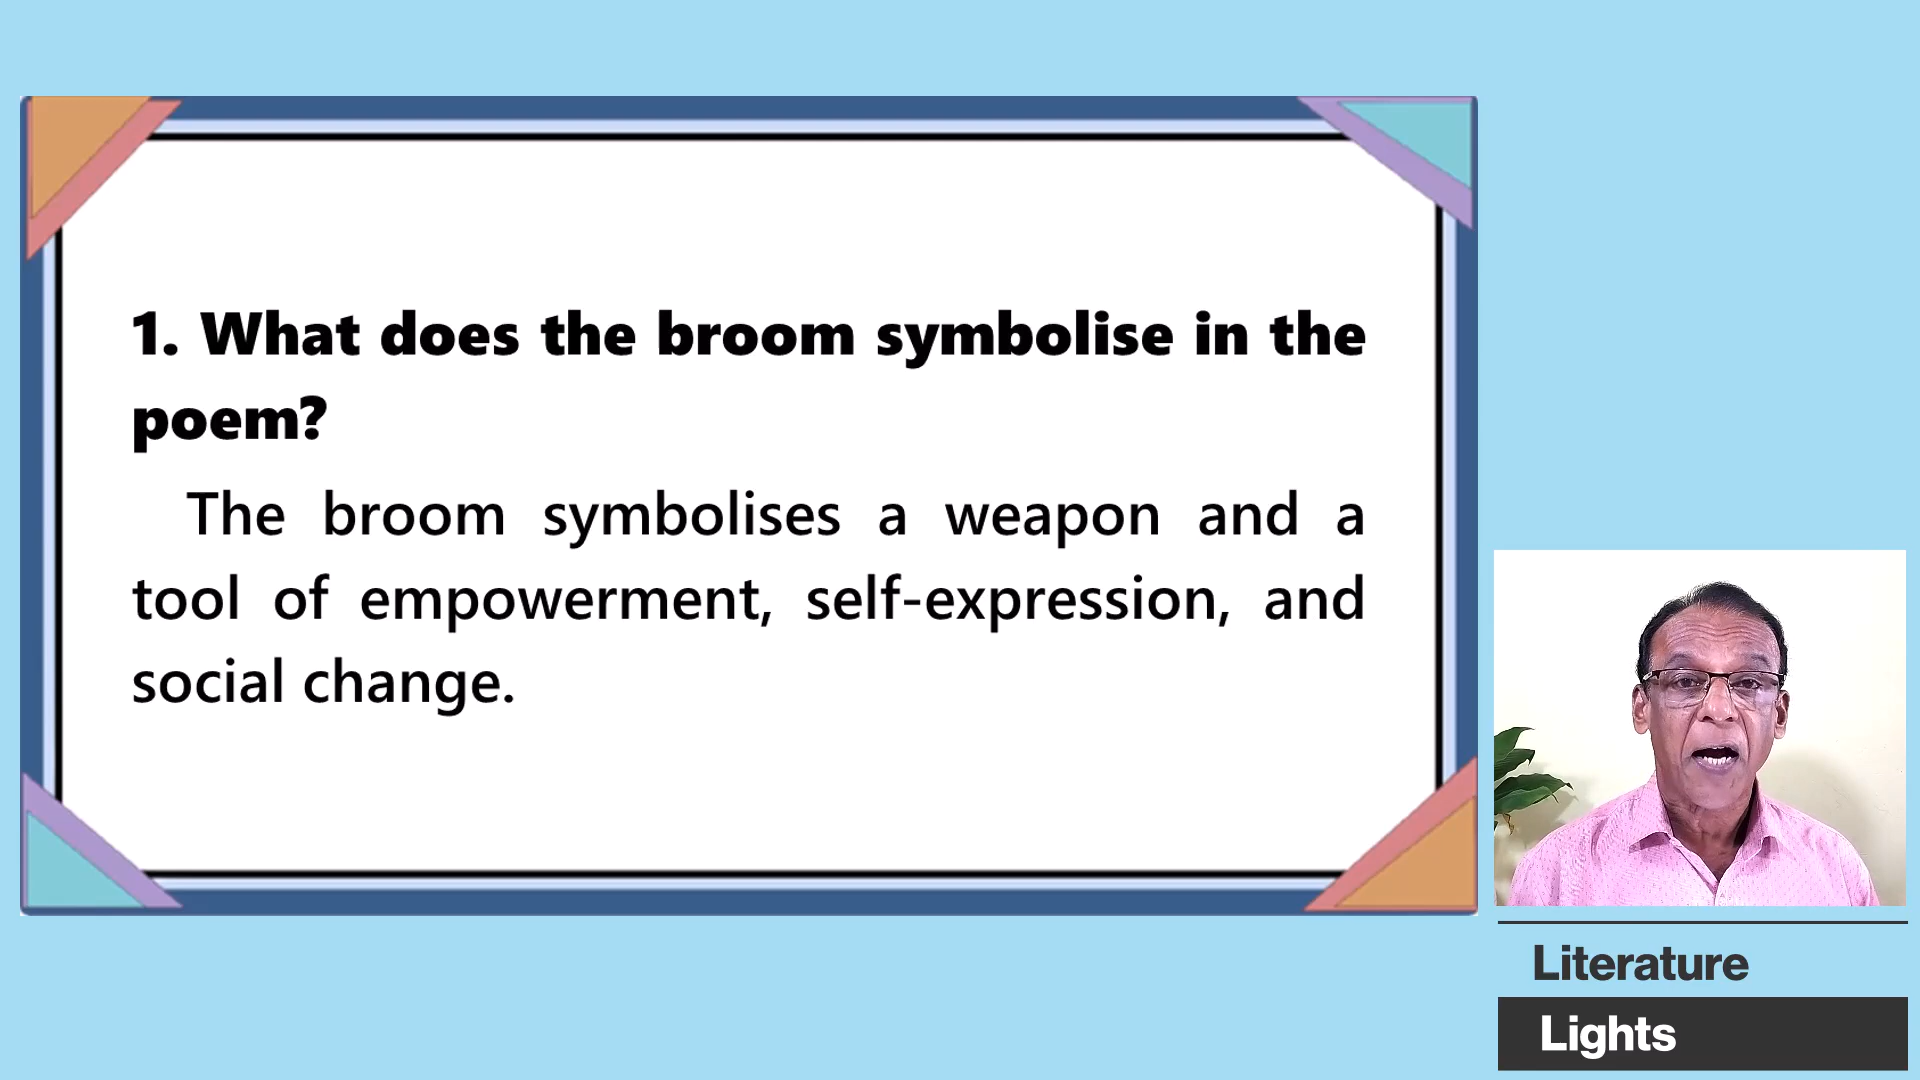 1. What does the broom symbolise in the
poem?
The broom symbolises a weapon and a
tool of empowerment, self-expression, and
social change.
Literature
Lights